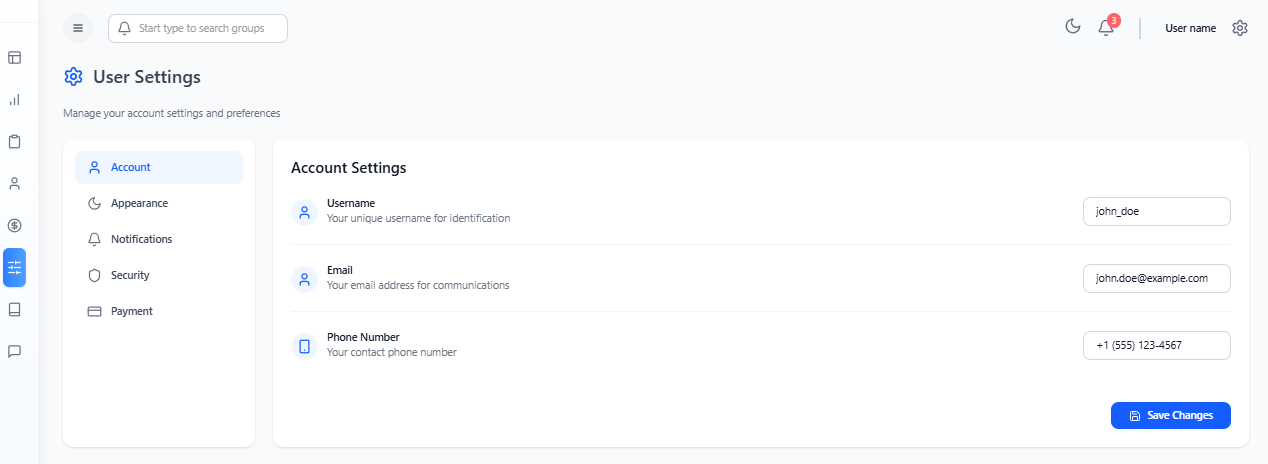 Start type to search groups
3
User name
User Settings
Manage your account settings and preferences
Account
Appearance
Notifications
Security
Payment
Account Settings
Username
Your unique username for identification
john_doe
Email
Your email address for communications
john.doe@example.com
Phone Number
Your contact phone number
+1 (555) 123-4567
Save Changes